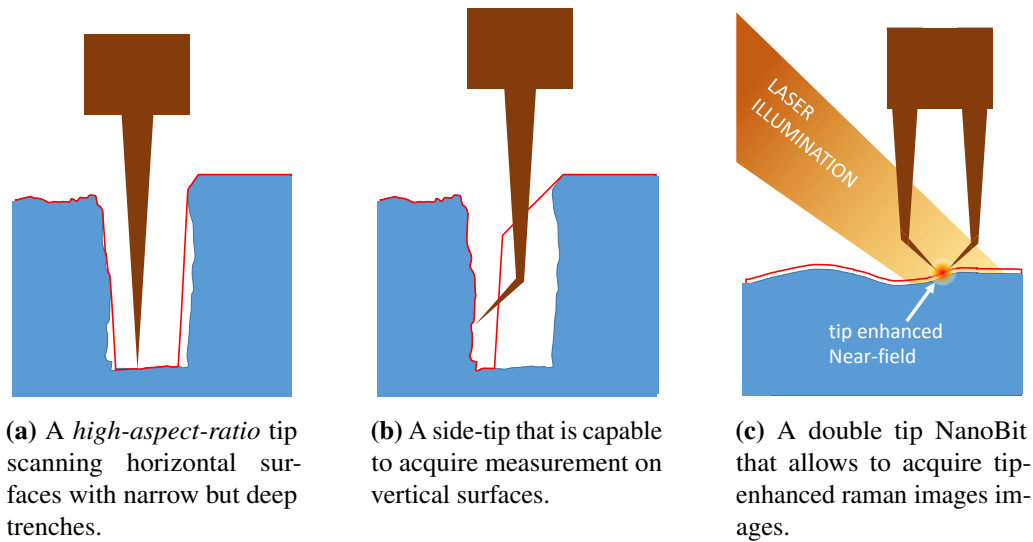 LASER
ILLUMINATION
tip enhanced
Near-field
(a) A high-aspect-ratio tip
scanning horizontal sur-
faces with narrow but deep
trenches.
(b) A side-tip that is capable
to acquire measurement on
vertical surfaces.
(c) A double tip NanoBit
that allows to acquire tip-
enhanced raman images im-
ages.